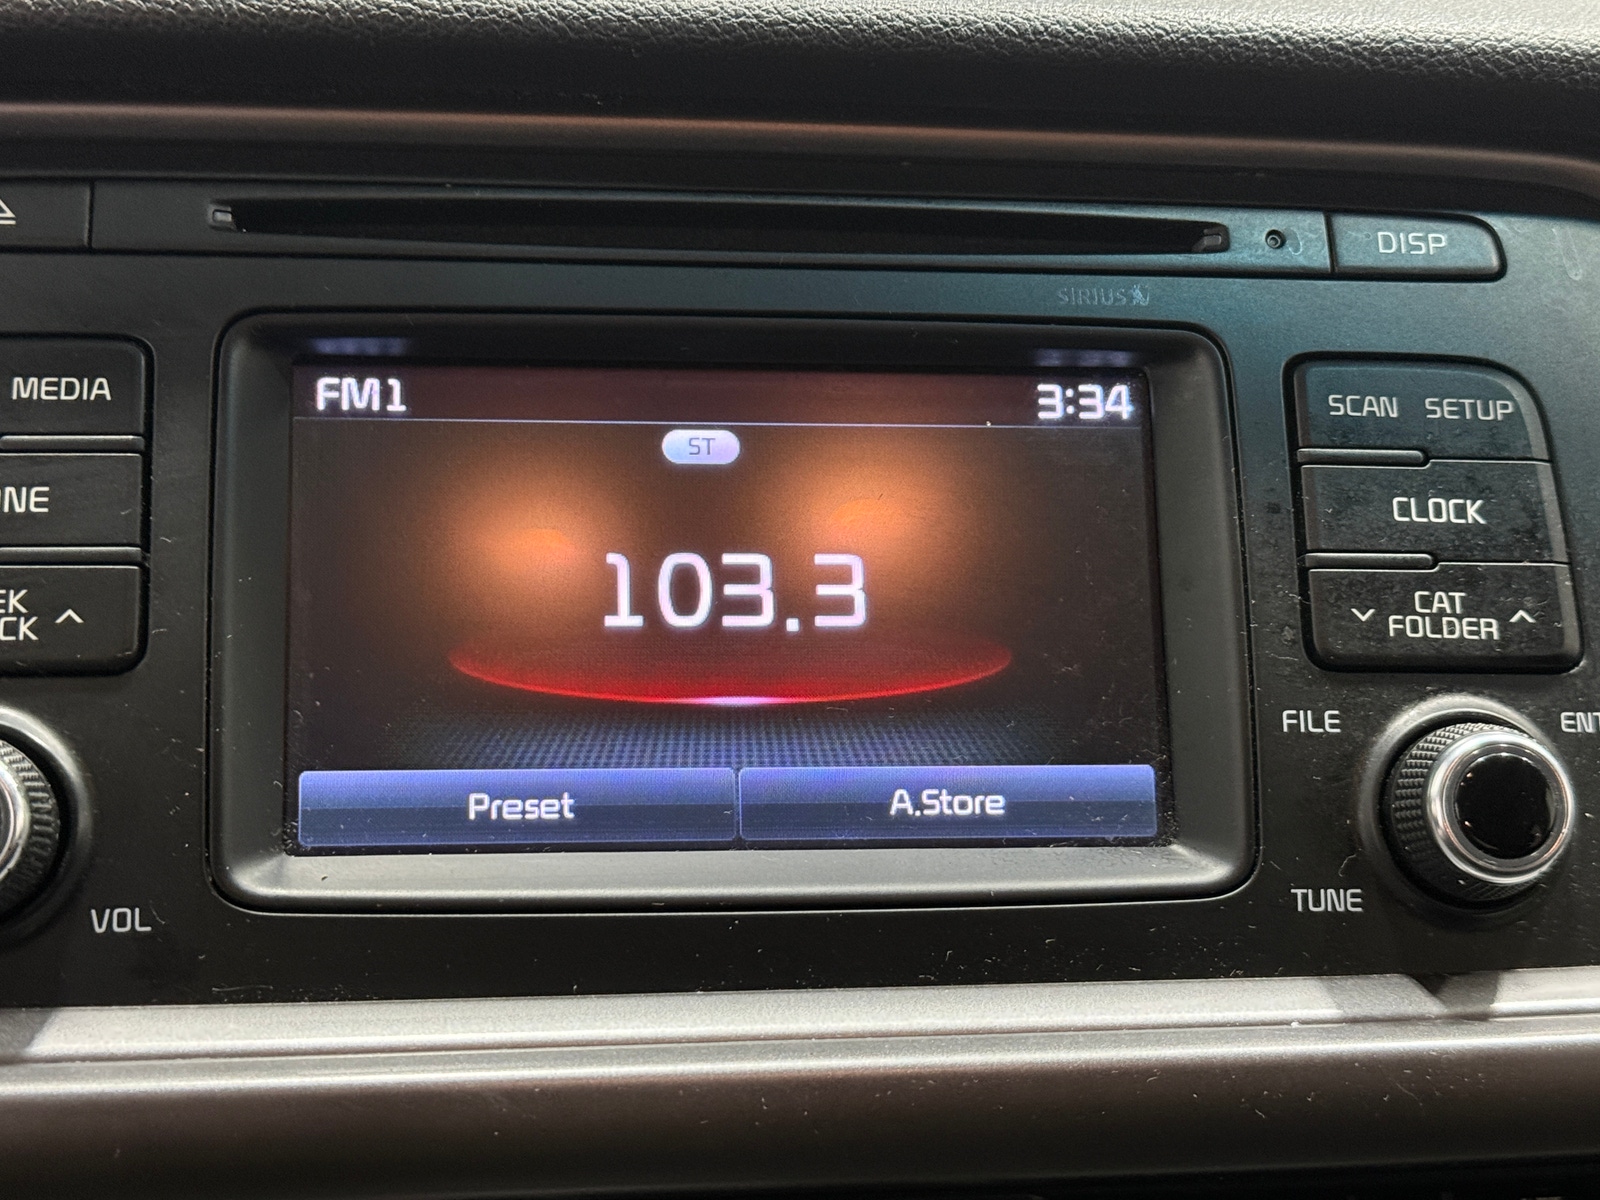 DISP
SIRIUS
MEDIA
FM1
3:34
SCAN SETUP
ST
CLOCK
103.3
CAT
FOLDER
FILE
Preset
A.Store
VOL
TUNE